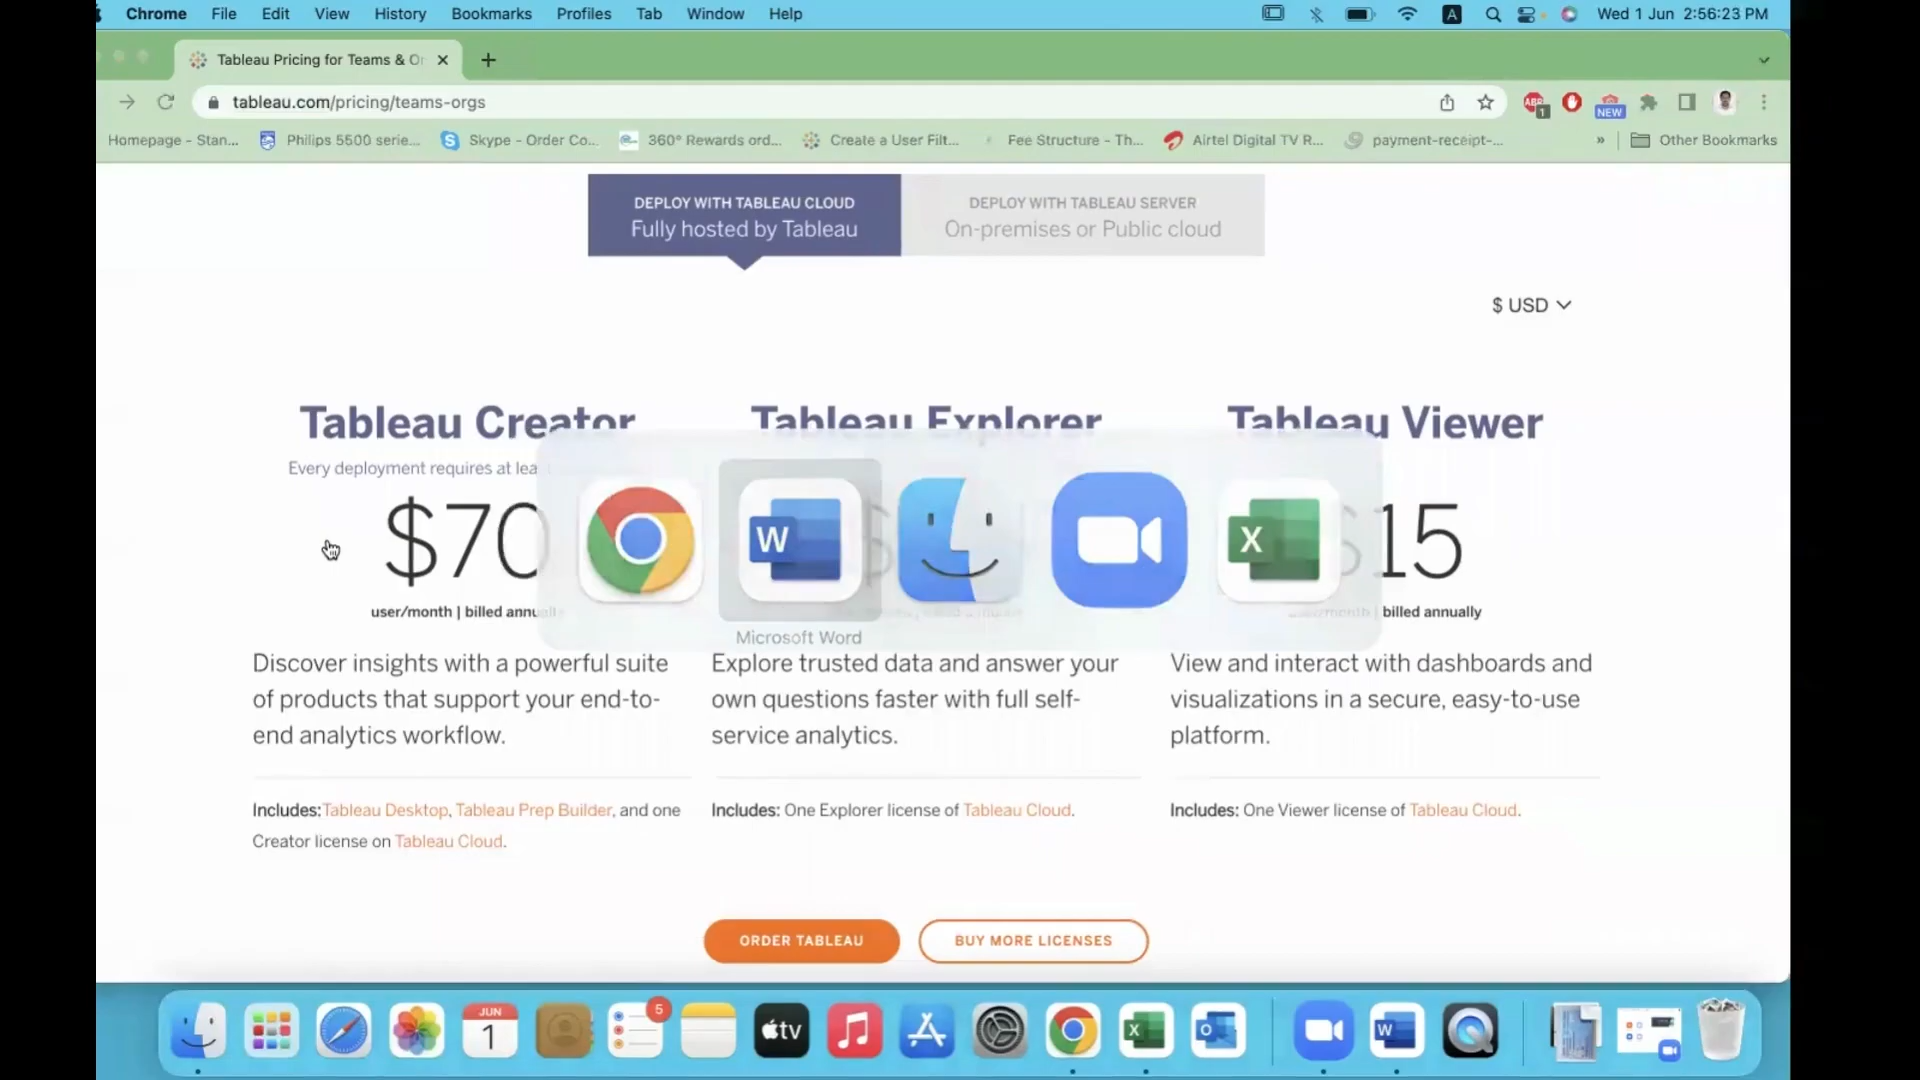 Chrome File Edit View History Bookmarks Profiles Tab Window Help A Wed 1 Jun 2:56:23 PM
Tableau Pricing for Teams & Or
tableau.com/pricing/teams-orgs
ABP 1 NEW
Homepage - Stan... Philips 5500 serie... Skype - Order Co... 360° Rewards ord... Create a User Filt... Fee Structure - Th... Airtel Digital TV R... payment-receipt-... » Other Bookmarks
DEPLOY WITH TABLEAU CLOUD
Fully hosted by Tableau
DEPLOY WITH TABLEAU SERVER
On-premises or Public cloud
$ USD
Tableau Creator
Every deployment requires at lea
$70
user/month | billed annually
Discover insights with a powerful suite
of products that support your end-to-
end analytics workflow.
Includes: Tableau Desktop, Tableau Prep Builder, and one
Creator license on Tableau Cloud.
Tableau Explorer
Explore trusted data and answer your
own questions faster with full self-
service analytics.
Includes: One Explorer license of Tableau Cloud.
Tableau Viewer
$15
user/month | billed annually
View and interact with dashboards and
visualizations in a secure, easy-to-use
platform.
Includes: One Viewer license of Tableau Cloud.
W
X
Microsoft Word
ORDER TABLEAU
BUY MORE LICENSES
JUN
1
5
tv
X
O
W